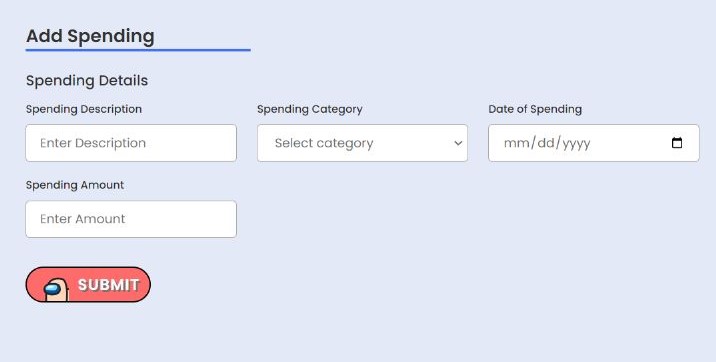 Add Spending
Spending Details
Spending Description
Spending Category
Date of Spending
Enter Description
Select category
mm/dd/yyyy
Spending Amount
Enter Amount
SUBMIT